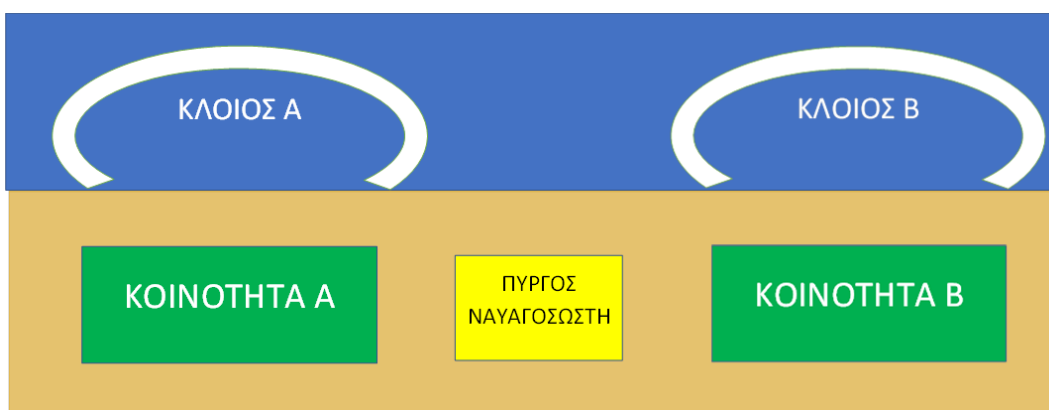 ΚΛΟΙΟΣ Α
ΚΛΟΙΟΣ Β
ΚΟΙΝΟΤΗΤΑ Α
ΠΥΡΓΟΣ
ΝΑΥΑΓΟΣΩΣΤΗ
ΚΟΙΝΟΤΗΤΑ Β